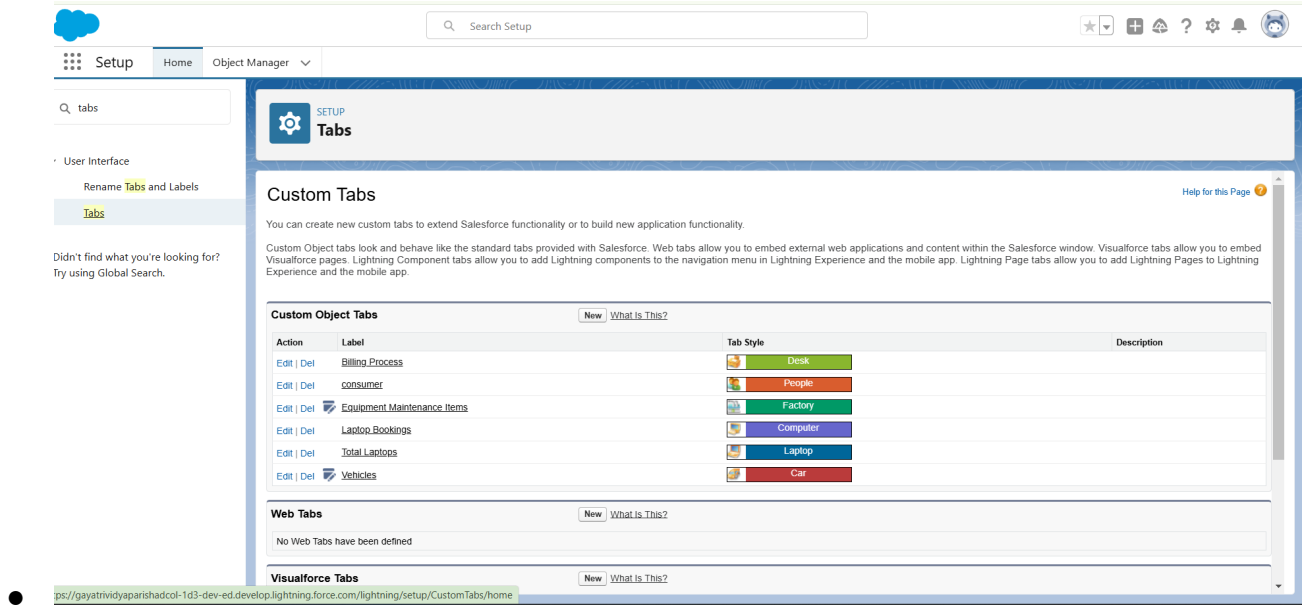 Search Setup
Setup
Home
Object Manager
tabs
User Interface
Rename Tabs and Labels
Tabs
Didn't find what you're looking for?
Try using Global Search.
SETUP
Tabs
Custom Tabs
Help for this Page
You can create new custom tabs to extend Salesforce functionality or to build new application functionality.
Custom Object tabs look and behave like the standard tabs provided with Salesforce. Web tabs allow you to embed external web applications and content within the Salesforce window. Visualforce tabs allow you to embed
Visualforce pages. Lightning Component tabs allow you to add Lightning components to the navigation menu in Lightning Experience and the mobile app. Lightning Page tabs allow you to add Lightning Pages to Lightning
Experience and the mobile app.
Custom Object Tabs New What Is This?
Action Label Tab Style Description
Edit | Del Billing Process Desk
Edit | Del consumer People
Edit | Del Equipment Maintenance Items Factory
Edit | Del Laptop Bookings Computer
Edit | Del Total Laptops Laptop
Edit | Del Vehicles Car
Web Tabs New What Is This?
No Web Tabs have been defined
Visualforce Tabs New What Is This?
ps://gayatrividyaparishadcol-1d3-dev-ed.develop.lightning.force.com/lightning/setup/CustomTabs/home